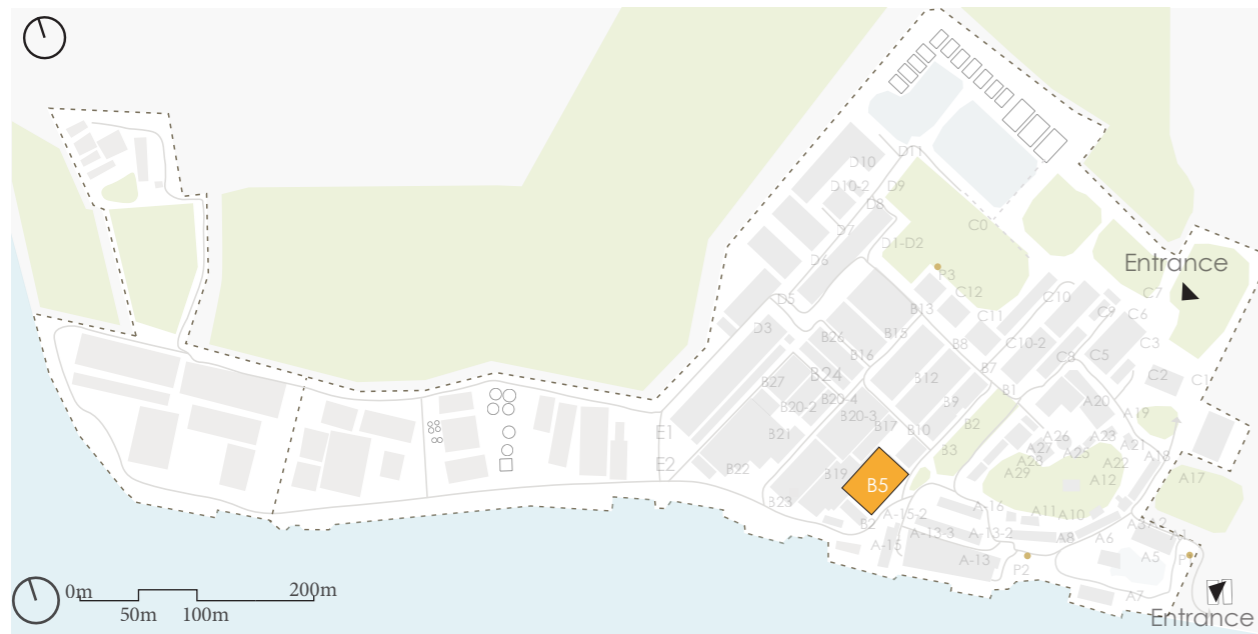 D11
D10
D10-2
D9
D8
C0
D7
D1-D2
D6
P3
Entrance
C12
C7
D5
B13
C10
C9
C6
C11
D3
B26
B15
B8
C10-2
C3
B16
C8
C5
B7
B24
B12
C2
C1
B27
B1
B20-2
B20-4
B9
A20
A19
B20-3
B17
B2
E1
B21
B10
A26
A23
A21
A27
A25
A18
B3
E2
B22
A28
A22
B19
A29
A12
A17
B5
B23
A-16
B2
A-15-2
A11
A10
A3
A2
A-13-3
A-13-2
A8
A6
A1
A-15
A-13
A5
P2
0m
200m
A7
50m
100m
Entrance